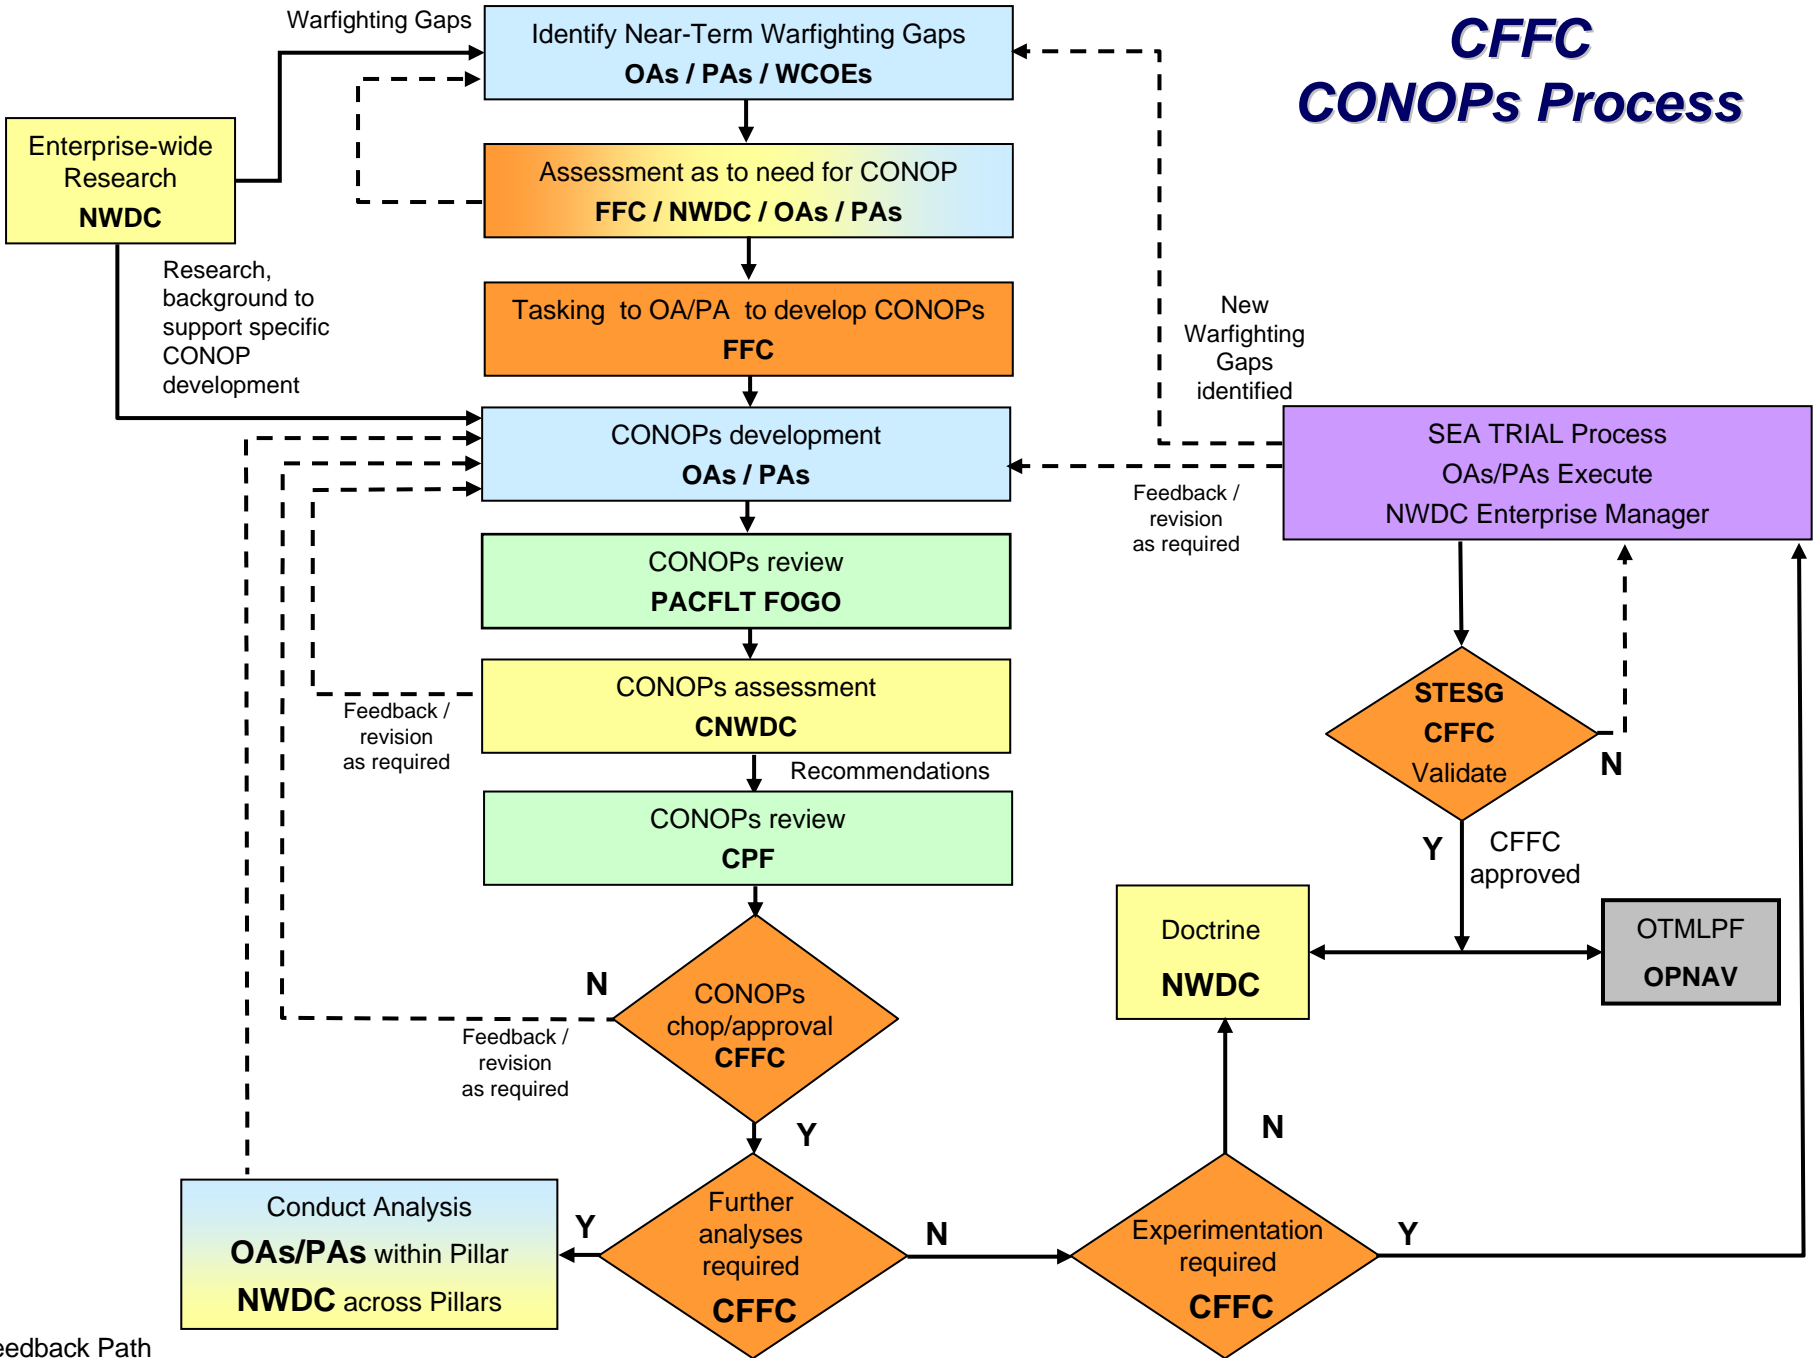 CFFC
CONOPs Process
Warfighting Gaps
Identify Near-Term Warfighting Gaps
OAs / PAs / WCOEs
Enterprise-wide
Research
NWDC
Assessment as to need for CONOP
FFC / NWDC / OAs / PAs
Research,
background to
support specific
CONOP
development
Tasking to OA/PA to develop CONOPs
FFC
New
Warfighting
Gaps
identified
CONOPs development
OAs / PAs
SEA TRIAL Process
OAs/PAs Execute
NWDC Enterprise Manager
Feedback /
revision
as required
CONOPs review
PACFLT FOGO
CONOPs assessment
CNWDC
Feedback /
revision
as required
STESG
CFFC
Validate
N
Recommendations
CONOPs review
CPF
Y
CFFC
approved
Doctrine
NWDC
OTMLPF
OPNAV
N
CONOPs
chop/approval
CFFC
Feedback /
revision
as required
Y
N
Conduct Analysis
OAs/PAs within Pillar
NWDC across Pillars
Y
Further
analyses
required
CFFC
N
Experimentation
required
CFFC
Y
eedback Path